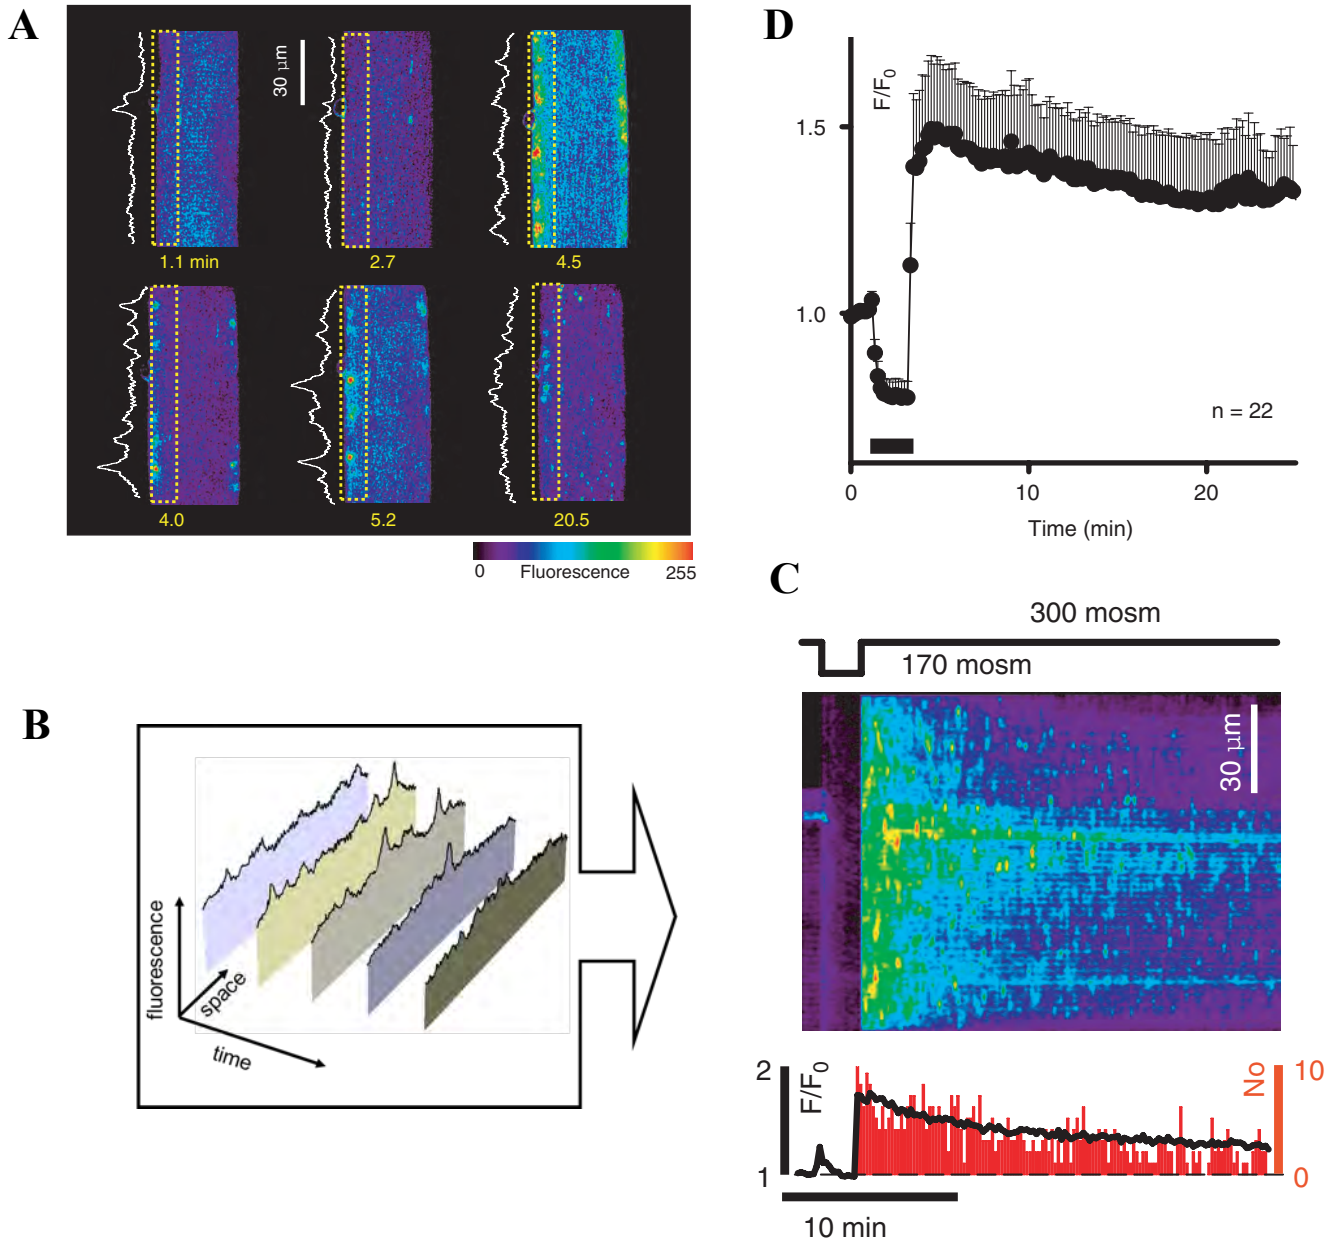 A
30 µm
1.1 min
2.7
4.5
4.0
5.2
20.5
0
Fluorescence
255
D
F/F0
1.5
1.0
n = 22
0
10
20
Time (min)
B
fluorescence
space
time
C
300 mosm
170 mosm
30 µm
2
F/F0
1
No
10
0
10 min